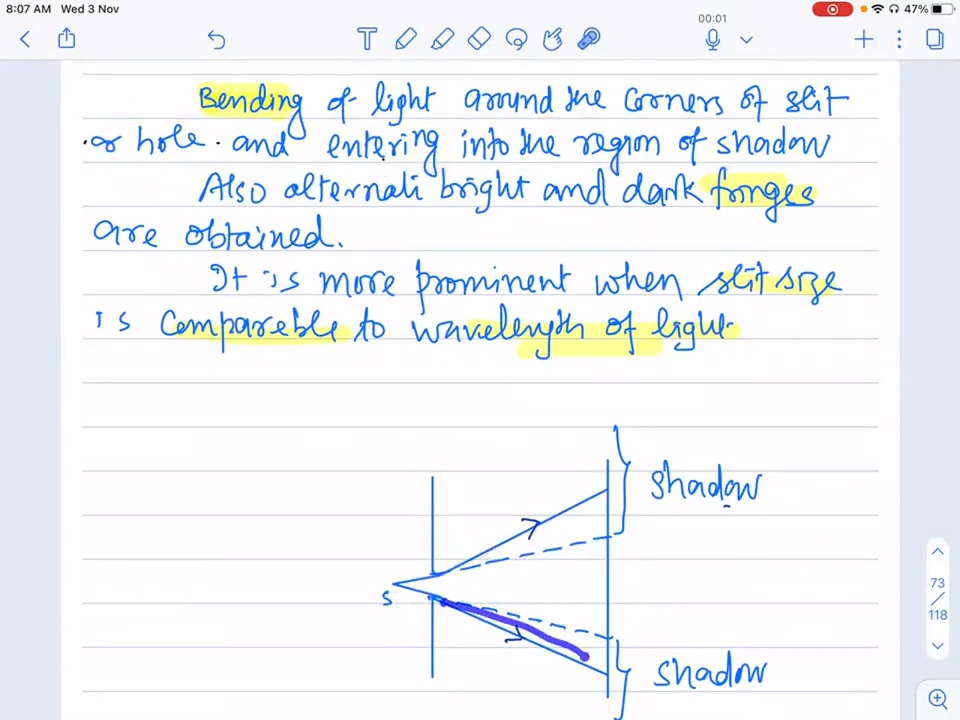 8:07 AM Wed 3 Nov
00:01
47%
T
Bending of light around the corners of slit
or hole. and entering into the region of shadow
Also alternati bright and dark fringes
are obtained.
It is more prominent when slit size
is Compareble to wavelength of light.
shadow
S
shadow
73
/
118